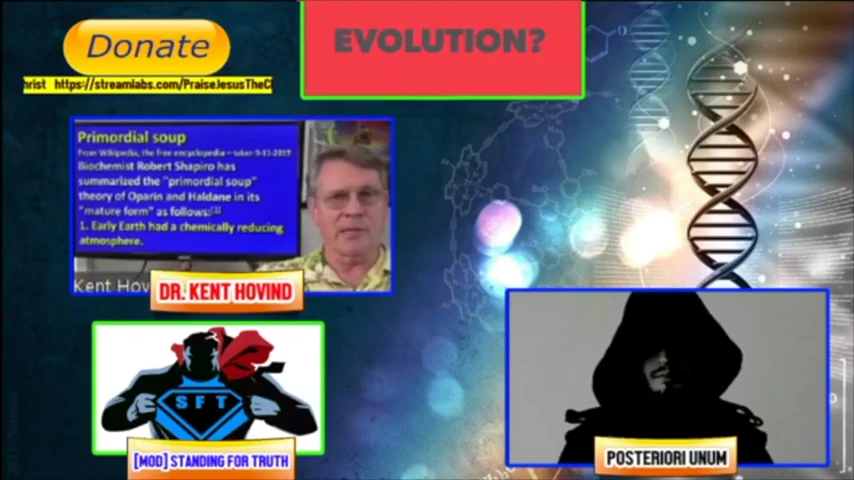 Donate
EVOLUTION?
hrist https://streamlabs.com/PraiseJesusTheC
Primordial soup
From Wikipedia, the free encyclopedia – taken 9-11-2019
Biochemist Robert Shapiro has
summarized the "primordial soup"
theory of Oparin and Haldane in its
"mature form" as follows:[1]
1. Early Earth had a chemically reducing
atmosphere.
Kent Hov
DR. KENT HOVIND
SFT
[MOD] STANDING FOR TRUTH
POSTERIORI UNUM